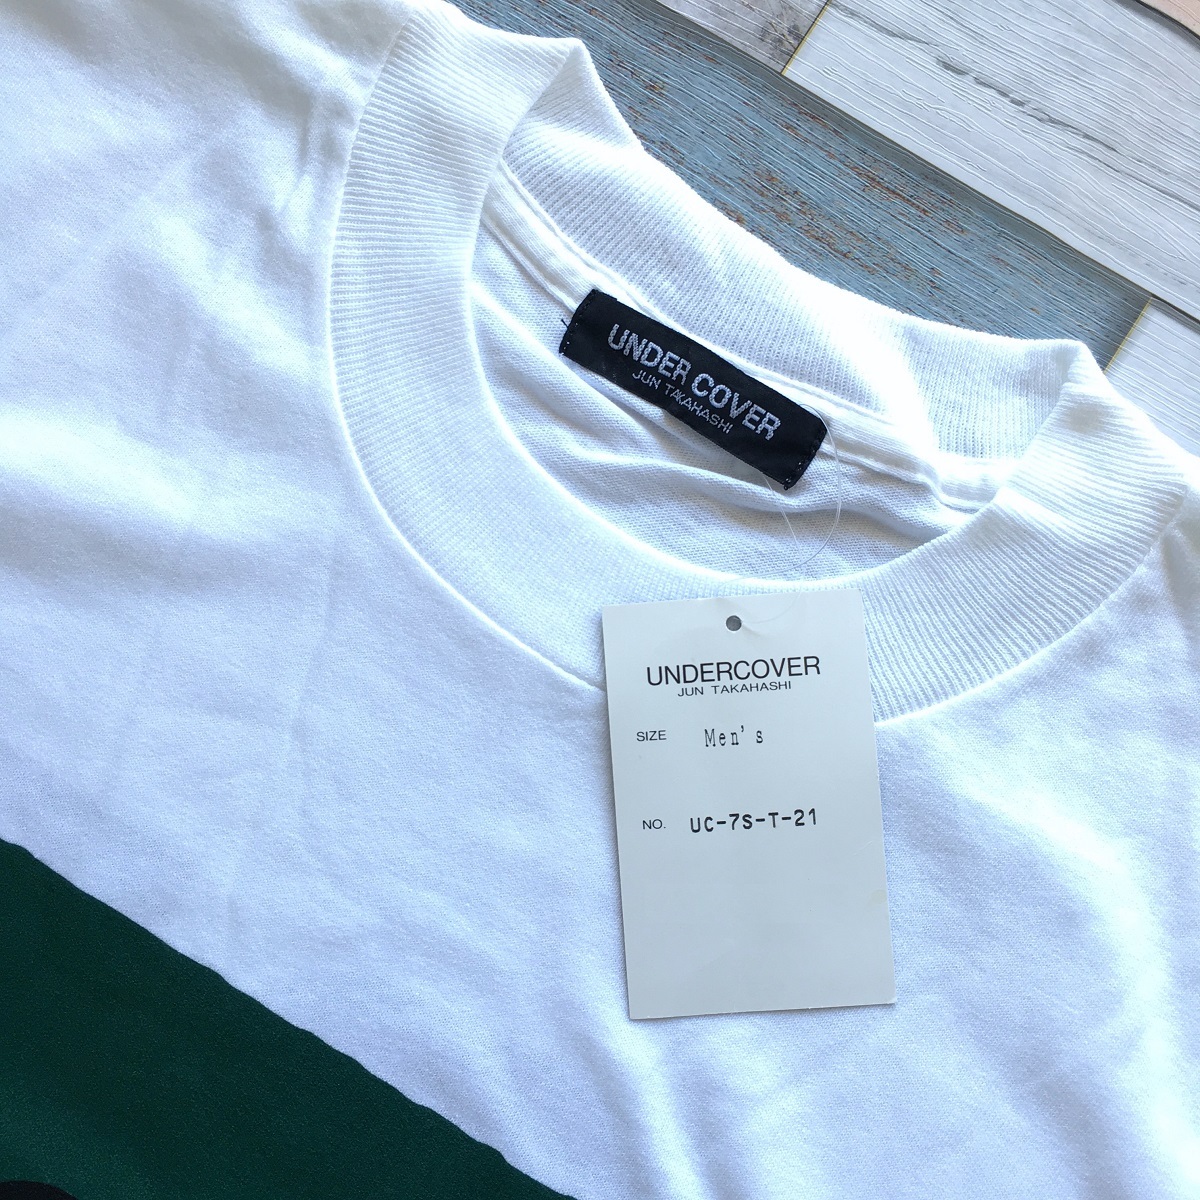 UNDER COVER
JUN TAKAHASHI
UNDERCOVER
JUN TAKAHASHI
SIZE Men's
NO. UC-7S-T-21